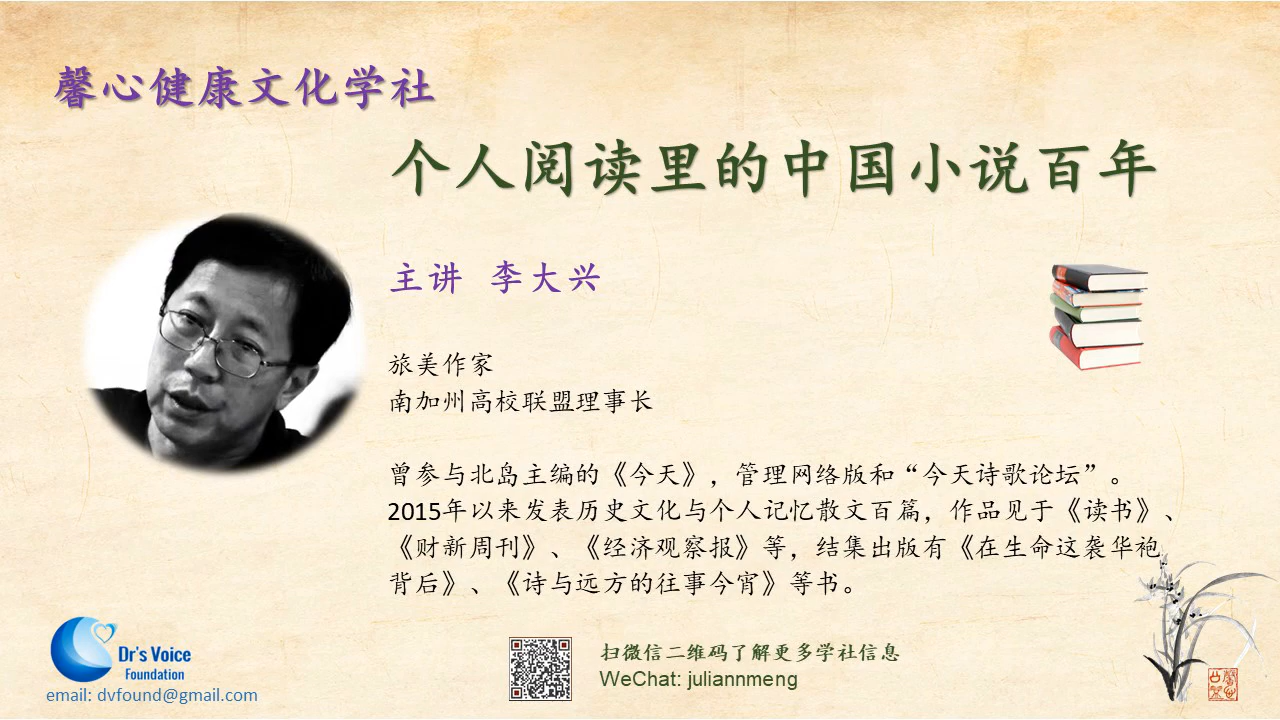 馨心健康文化学社
个人阅读里的中国小说百年
主讲 李大兴
旅美作家
南加州高校联盟理事长
曾参与北岛主编的《今天》，管理网络版和“今天诗歌论坛”。
2015年以来发表历史文化与个人记忆散文百篇，作品见于《读书》、
《财新周刊》、《经济观察报》等，结集出版有《在生命这袭华袍
背后》、《诗与远方的往事今宵》等书。
Dr's Voice
Foundation
email: dvfound@gmail.com
扫微信二维码了解更多学社信息
WeChat: juliannmeng